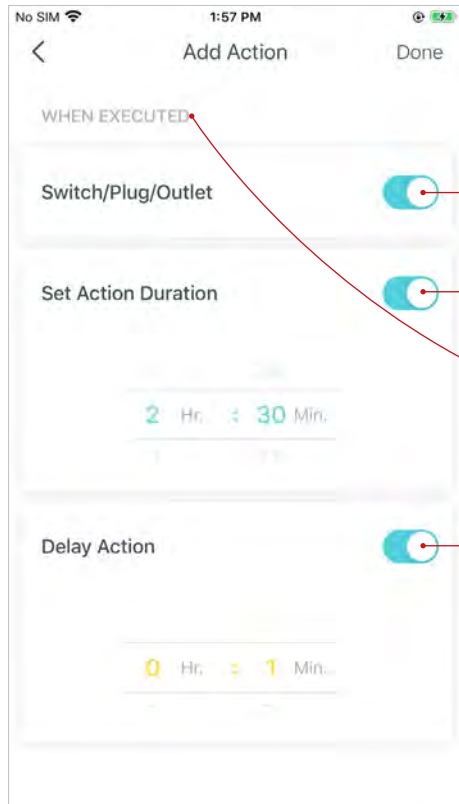 No SIM 1:57 PM
Add Action Done
WHEN EXECUTED
Switch/Plug/Outlet
Set Action Duration
2 Hr. : 30 Min.
Delay Action
0 Hr. : 1 Min.